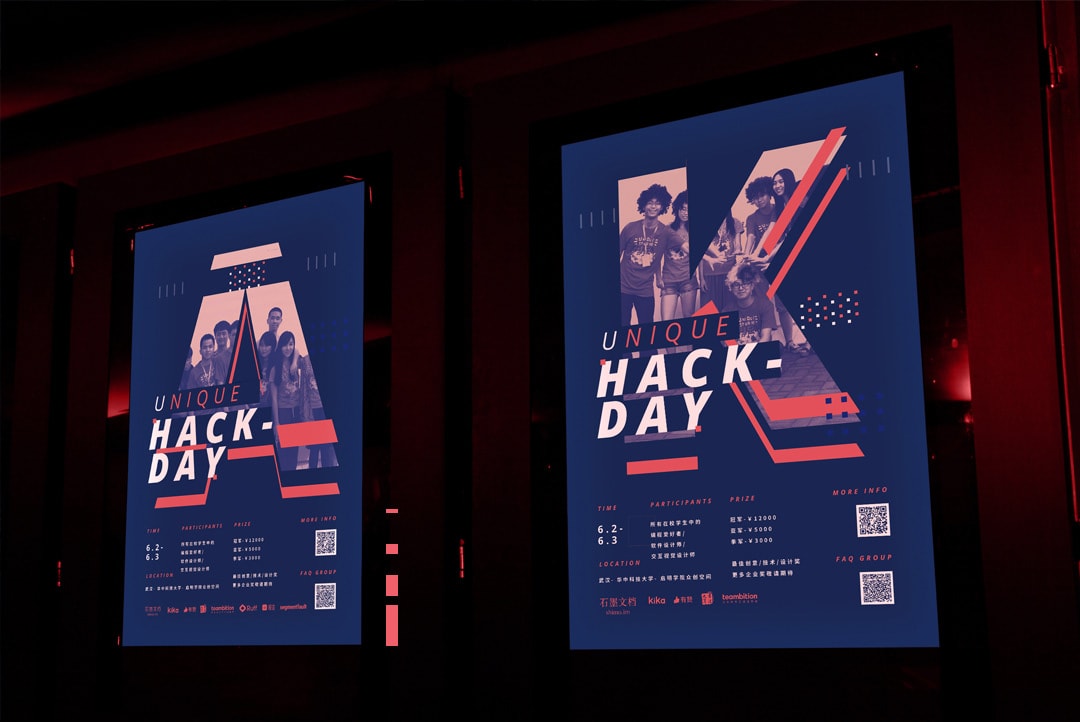 UNIQUE
HACK-
DAY
TIME
6.2-
6.3
PARTICIPANTS
所有在校学生中的
编程爱好者/
软件设计师/
交互视觉设计师
PRIZE
冠军-¥12000
亚军-¥5000
季军-¥3000
最佳创意/技术/设计奖
更多企业奖敬请期待
LOCATION
武汉·华中科技大学·启明学院众创空间
MORE INFO
FAQ GROUP
石墨文档
shimo.im
kika
有赞
teambition
Ruff
segmentfault
UNIQUE
HACK-
DAY
TIME
6.2-
6.3
PARTICIPANTS
所有在校学生中的
编程爱好者/
软件设计师/
交互视觉设计师
PRIZE
冠军-¥12000
亚军-¥5000
季军-¥3000
最佳创意/技术/设计奖
更多企业奖敬请期待
LOCATION
武汉·华中科技大学·启明学院众创空间
MORE INFO
FAQ GROUP
石墨文档
shimo.im
kika
有赞
teambition